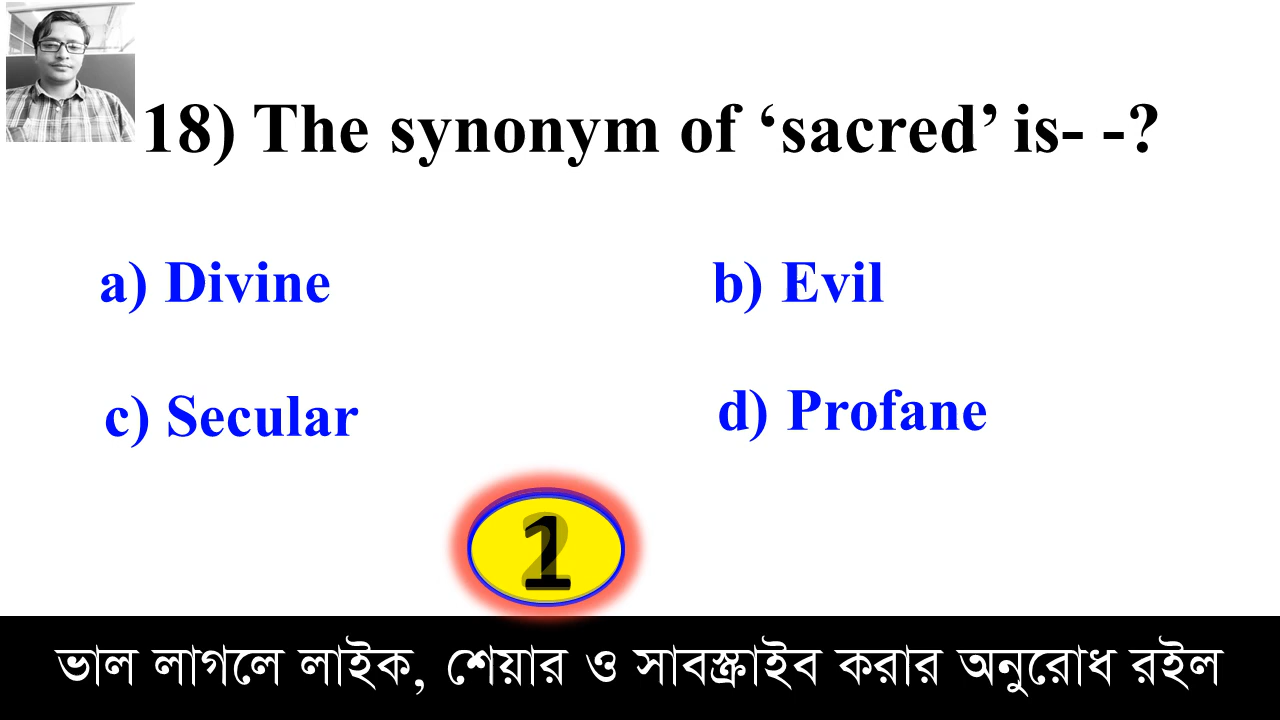 18) The synonym of ‘sacred’ is- -?
a) Divine
b) Evil
c) Secular
d) Profane
1
ভাল লাগলে লাইক, শেয়ার ও সাবস্ক্রাইব করার অনুরোধ রইল